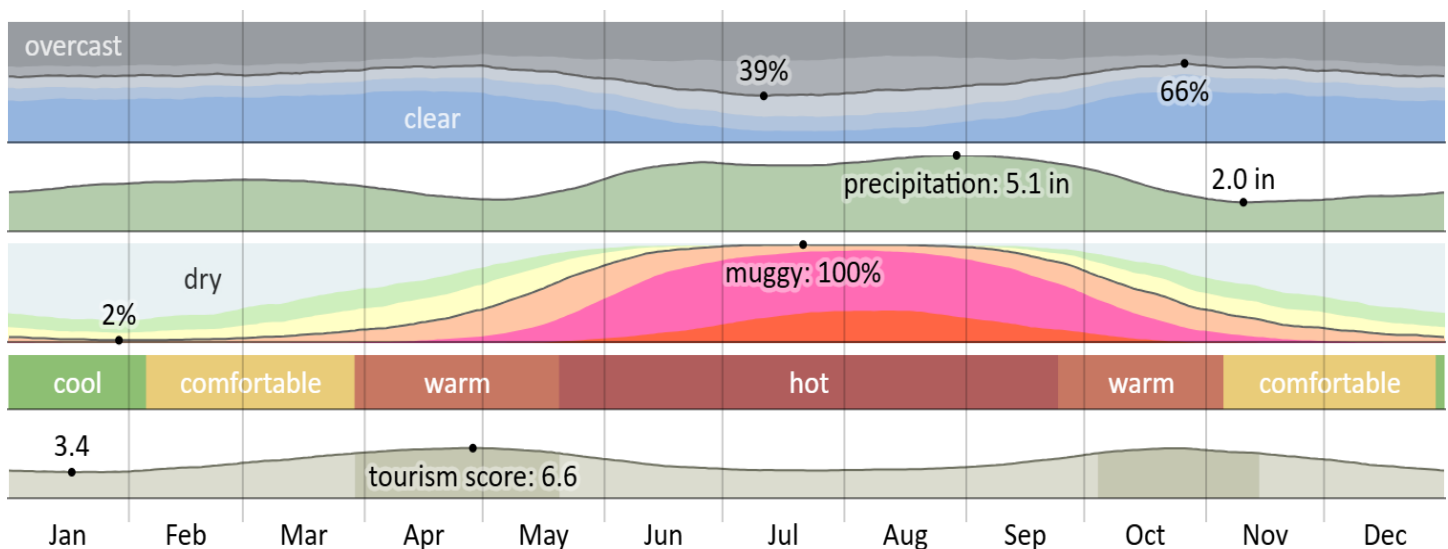 overcast
39%
66%
clear
precipitation: 5.1 in
2.0 in
dry
muggy: 100%
2%
cool comfortable warm hot warm comfortable
3.4
tourism score: 6.6
Jan Feb Mar Apr May Jun Jul Aug Sep Oct Nov Dec